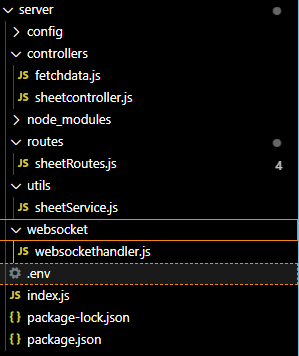 server
config
controllers
JS fetchdata.js
JS sheetcontroller.js
node_modules
routes
JS sheetRoutes.js 4
utils
JS sheetService.js
websocket
JS websockethandler.js
.env
JS index.js
{} package-lock.json
{} package.json